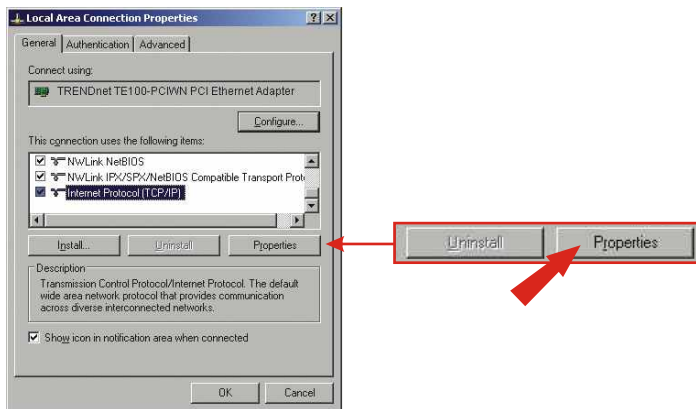 Local Area Connection Properties
General Authentication Advanced
Connect using:
TRENDnet TE100-PCIWN PCI Ethernet Adapter
Configure...
This connection uses the following items:
NWLink NetBIOS
NWLink IPX/SPX/NetBIOS Compatible Transport Proto
Internet Protocol (TCP/IP)
Install... Uninstall Properties
Description
Transmission Control Protocol/Internet Protocol. The default
wide area network protocol that provides communication
across diverse interconnected networks.
Show icon in notification area when connected
OK Cancel
Uninstall Properties